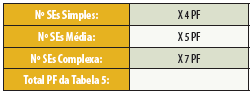 Nº SEs Simples: X 4 PF
Nº SEs Média: X 5 PF
Nº SEs Complexa: X 7 PF
Total PF da Tabela 5: